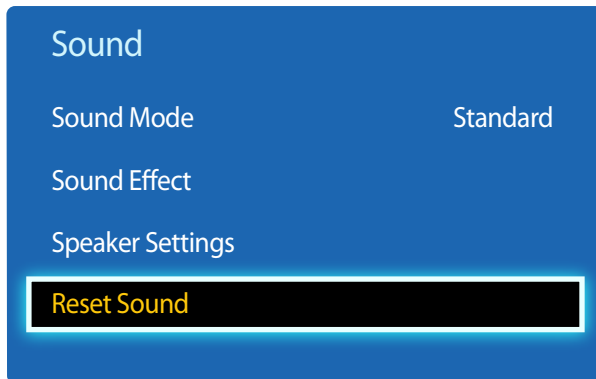 Sound
Sound Mode Standard
Sound Effect
Speaker Settings
Reset Sound